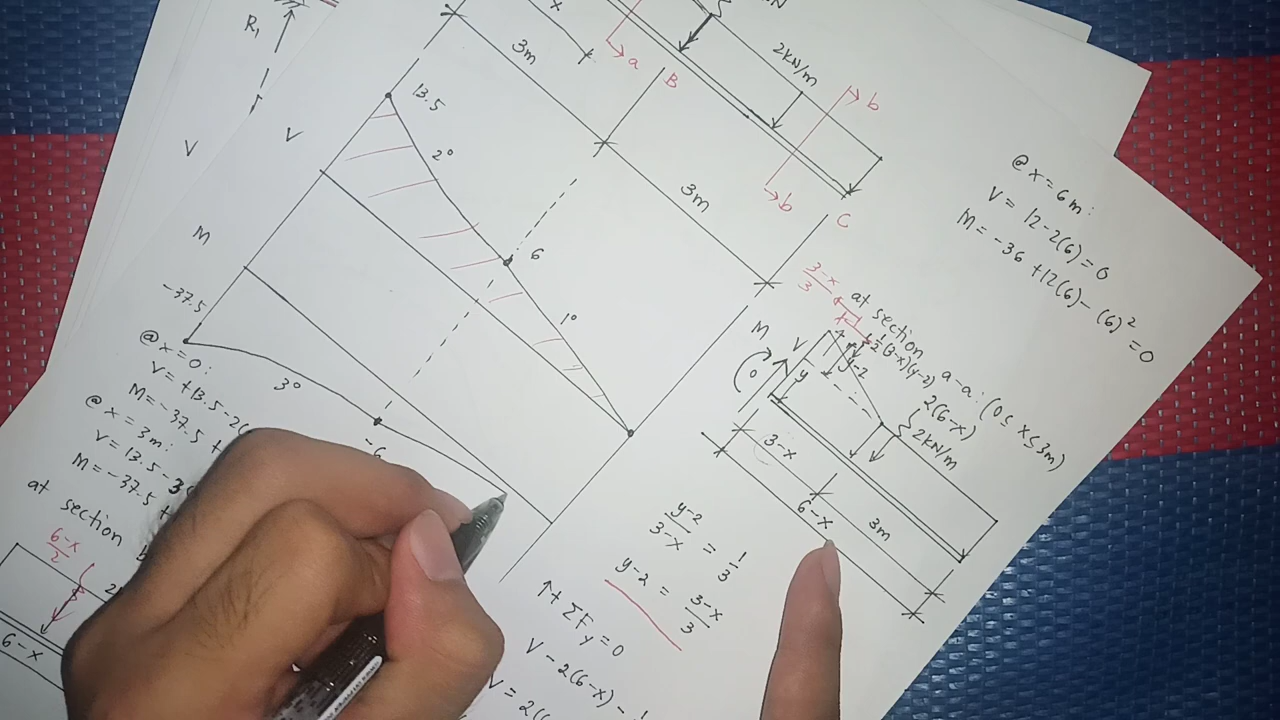 R₁
x
a
2kN/m
b
B
3m
13.5
V
V
2°
3m
b
C
6
M
-37.5
1°
3°
-6
@ x = 6m:
V = 12 - 2(6) = 0
M = -36 + 12(6) - (6)² = 0
@ x = 0:
V = +13.5 - 2(
M = -37.5 +
@ x = 3m:
V = 13.5 - 3(
M = -37.5 +
at section
6-x/2
6-x
at section a-a: (0 ≤ x ≤ 3m)
3-x/3
½(3-x)(y-2)
2(6-x)
y-2
2kN/m
M
V
0
y
3-x
6-x
3m
y-2/3-x = 1/3
y-2 = 3-x/3
↑+ ΣFy = 0
V - 2(6-x) -
V = 2(